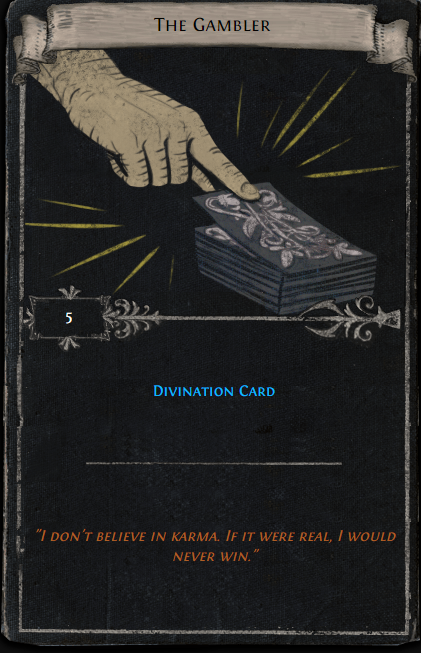 The Gambler
5
Divination Card
"I don't believe in karma. If it were real, I would
never win."